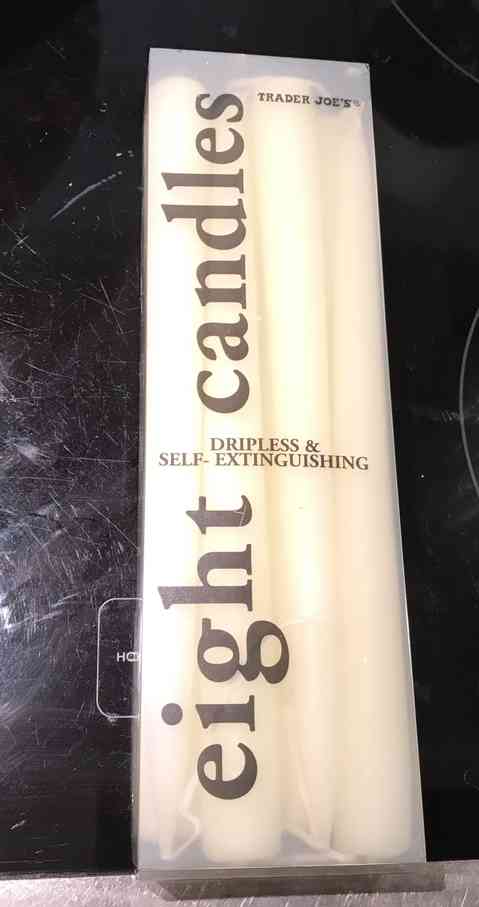 TRADER JOE'S®
eight candles
DRIPLESS &
SELF- EXTINGUISHING